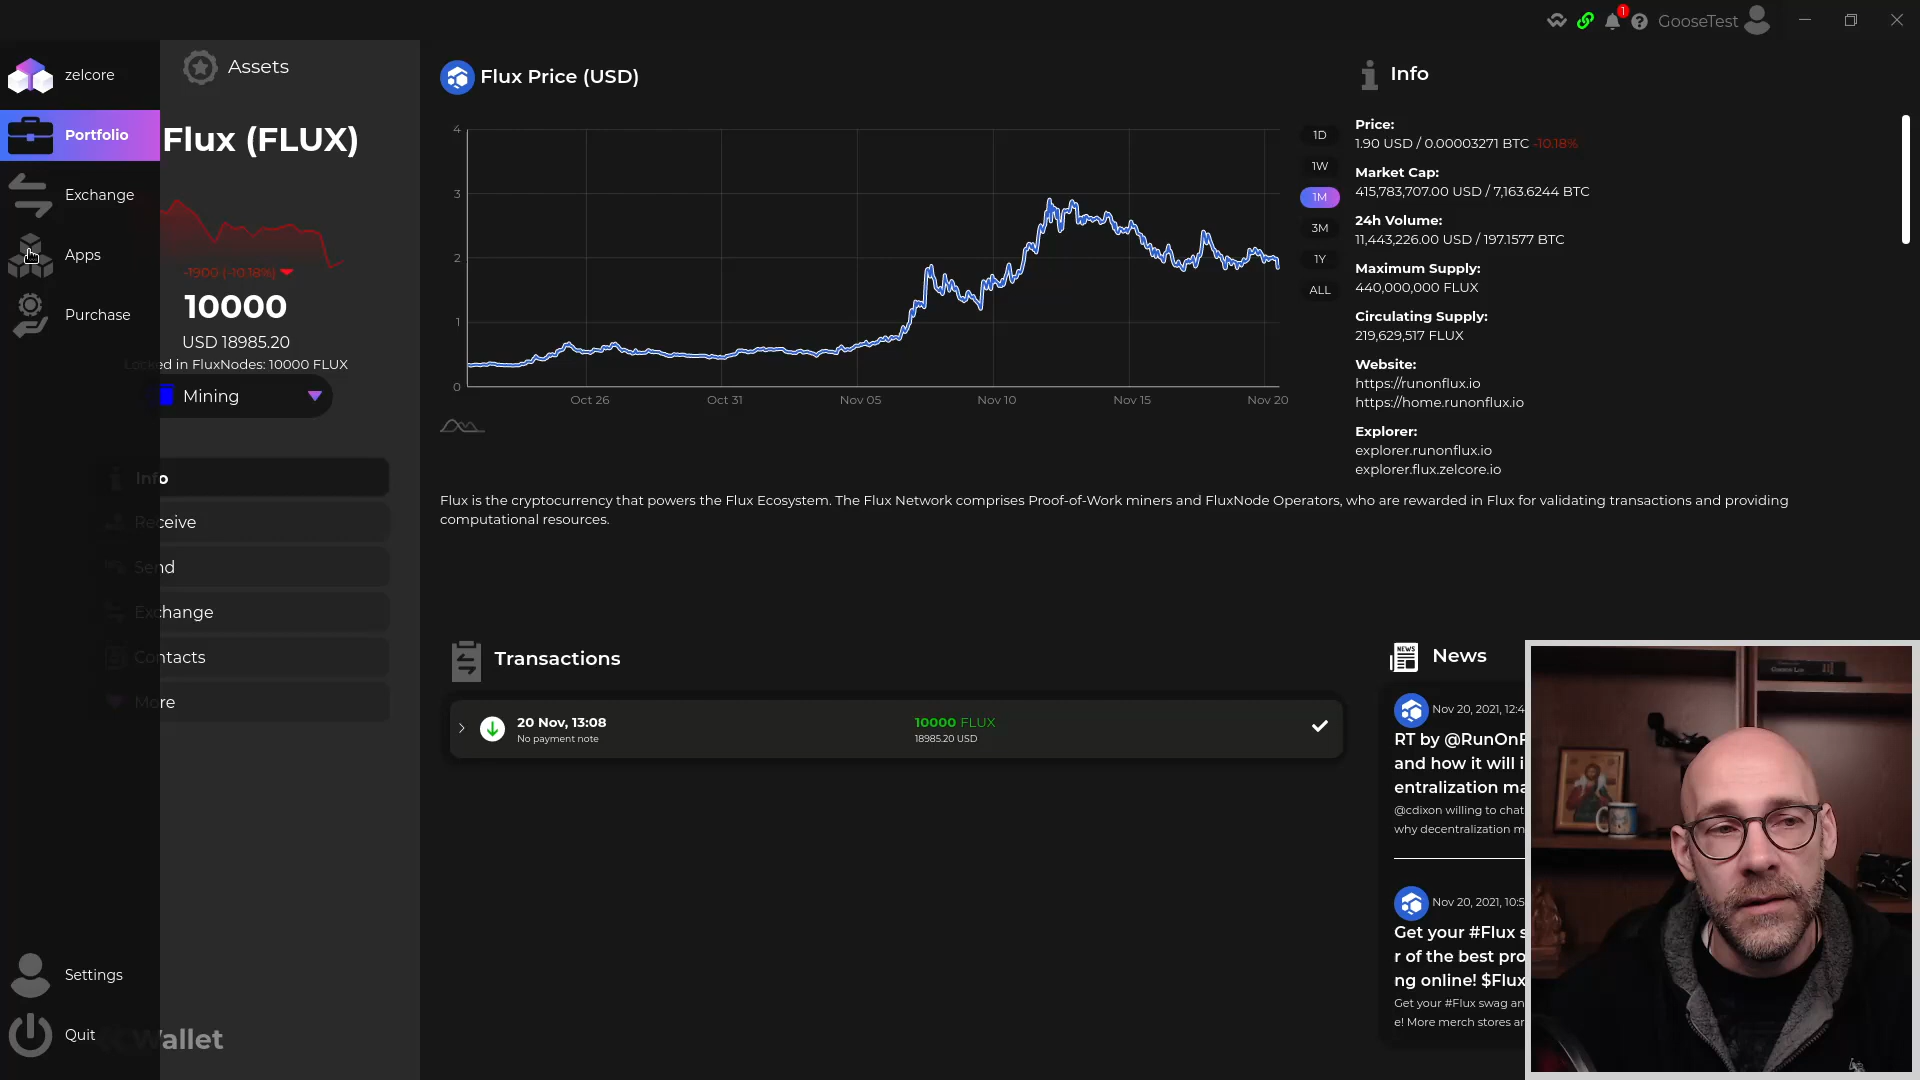 1
GooseTest
zelcore
Portfolio
Exchange
Apps
Purchase
Settings
Quit
Assets
Flux (FLUX)
-1900 (-10.18%)
10000
USD 18985.20
Locked in FluxNodes: 10000 FLUX
Mining
Info
Receive
Send
Exchange
Contacts
More
Wallet
Flux Price (USD)
4
3
2
1
0
Oct 26
Oct 31
Nov 05
Nov 10
Nov 15
Nov 20
1D
1W
1M
3M
1Y
ALL
Info
Price:
1.90 USD / 0.00003271 BTC -10.18%
Market Cap:
415,783,707.00 USD / 7,163.6244 BTC
24h Volume:
11,443,226.00 USD / 197.1577 BTC
Maximum Supply:
440,000,000 FLUX
Circulating Supply:
219,629,517 FLUX
Website:
https://runonflux.io
https://home.runonflux.io
Explorer:
explorer.runonflux.io
explorer.flux.zelcore.io
Flux is the cryptocurrency that powers the Flux Ecosystem. The Flux Network comprises Proof-of-Work miners and FluxNode Operators, who are rewarded in Flux for validating transactions and providing
computational resources.
Transactions
20 Nov, 13:08
No payment note
10000 FLUX
18985.20 USD
NEWS
News
Nov 20, 2021, 12:4
RT by @RunOnF
and how it will i
entralization ma
@cdixon willing to chat
why decentralization m
Nov 20, 2021, 10:5
Get your #Flux s
r of the best pro
ng online! $Flux
Get your #Flux swag an
e! More merch stores ar